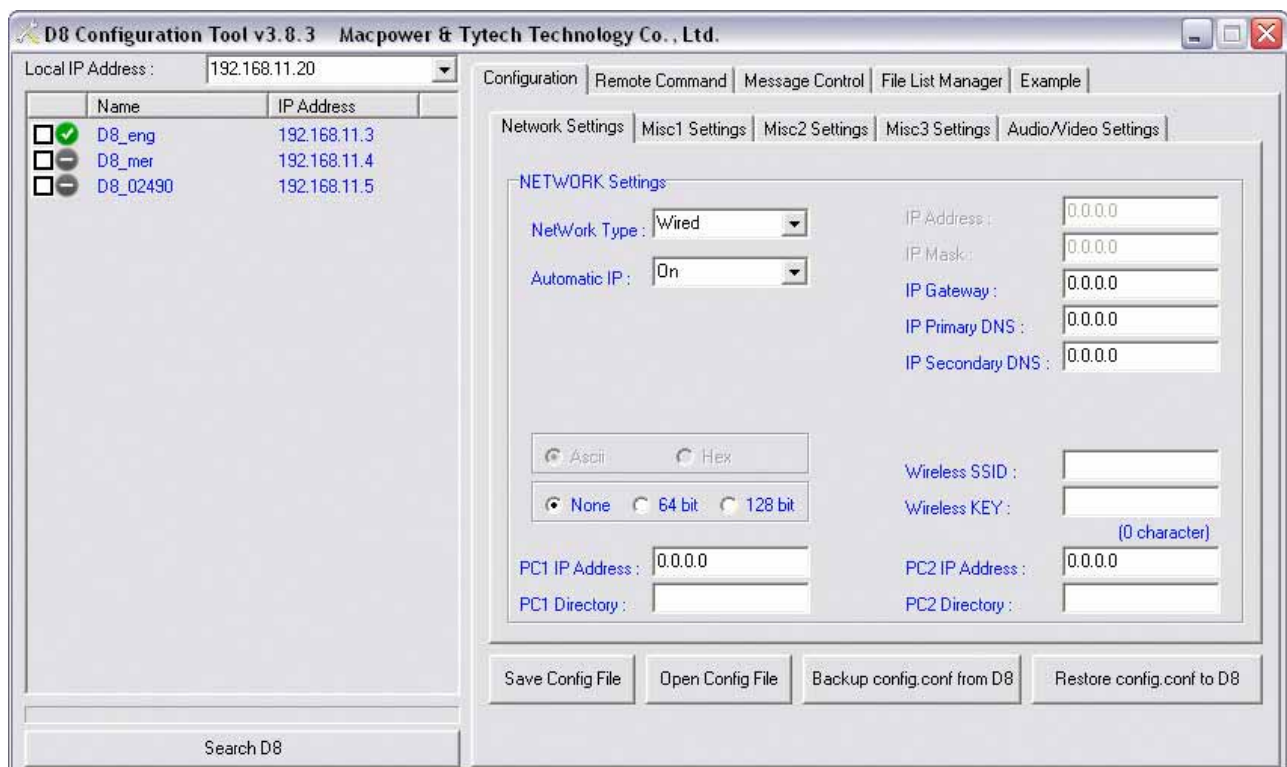 D8 Configuration Tool v3.8.3 Macpower & Tytech Technology Co., Ltd.
Local IP Address : 192.168.11.20
Name IP Address
D8_eng 192.168.11.3
D8_mer 192.168.11.4
D8_02490 192.168.11.5
Search D8
Configuration Remote Command Message Control File List Manager Example
Network Settings Misc1 Settings Misc2 Settings Misc3 Settings Audio/Video Settings
NETWORK Settings
NetWork Type : Wired
Automatic IP : On
IP Address : 0.0.0.0
IP Mask : 0.0.0.0
IP Gateway : 0.0.0.0
IP Primary DNS : 0.0.0.0
IP Secondary DNS : 0.0.0.0
Ascii Hex
None 64 bit 128 bit
Wireless SSID :
Wireless KEY :
(0 character)
PC1 IP Address : 0.0.0.0
PC1 Directory :
PC2 IP Address : 0.0.0.0
PC2 Directory :
Save Config File Open Config File Backup config.conf from D8 Restore config.conf to D8